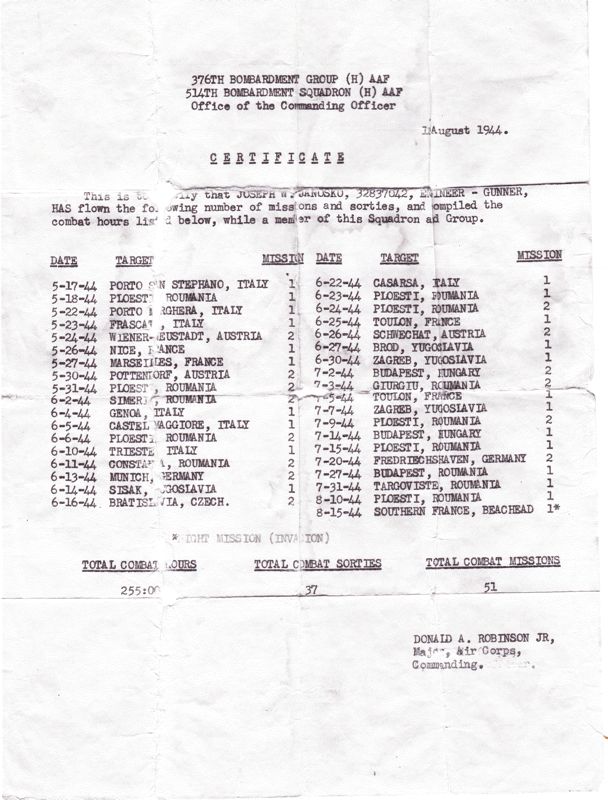 376TH BOMBARDMENT GROUP (H) AAF
514TH BOMBARDMENT SQUADRON (H) AAF
Office of the Commanding Officer
1 August 1944.
CERTIFICATE
This is to certify that JOSEPH W. JANOSKO, 32837042, ENGINEER - GUNNER,
HAS flown the following number of missions and sorties, and compiled the
combat hours listed below, while a member of this Squadron and Group.
DATE TARGET MISSION
5-17-44 PORTO SAN STEPHANO, ITALY 1
5-18-44 PLOESTI, ROUMANIA 1
5-22-44 PORTO MARGHERA, ITALY 1
5-23-44 FRASCATI, ITALY 1
5-24-44 WIENER-NEUSTADT, AUSTRIA 2
5-26-44 NICE, FRANCE 1
5-27-44 MARSEILLES, FRANCE 1
5-30-44 POTTENDORF, AUSTRIA 2
5-31-44 PLOESTI, ROUMANIA 2
6-2-44 SIMERIA, ROUMANIA 2
6-4-44 GENOA, ITALY 1
6-5-44 CASTEL MAGGIORE, ITALY 1
6-6-44 PLOESTI, ROUMANIA 2
6-10-44 TRIESTE, ITALY 1
6-11-44 CONSTANTA, ROUMANIA 2
6-13-44 MUNICH, GERMANY 2
6-14-44 SISAK, YUGOSLAVIA 1
6-16-44 BRATISLAVA, CZECH. 2
DATE TARGET MISSION
6-22-44 CASARSA, ITALY 1
6-23-44 PLOESTI, ROUMANIA 1
6-24-44 PLOESTI, ROUMANIA 2
6-25-44 TOULON, FRANCE 1
6-26-44 SCHWECHAT, AUSTRIA 2
6-27-44 BROD, YUGOSLAVIA 1
6-30-44 ZAGREB, YUGOSLAVIA 1
7-2-44 BUDAPEST, HUNGARY 2
7-3-44 GIURGIU, ROUMANIA 2
7-5-44 TOULON, FRANCE 1
7-7-44 ZAGREB, YUGOSLAVIA 1
7-9-44 PLOESTI, ROUMANIA 2
7-14-44 BUDAPEST, HUNGARY 1
7-15-44 PLOESTI, ROUMANIA 1
7-20-44 FREDRIECHSHAVEN, GERMANY 2
7-27-44 BUDAPEST, ROUMANIA 1
7-31-44 TARGOVISTE, ROUMANIA 1
8-10-44 PLOESTI, ROUMANIA 1
8-15-44 SOUTHERN FRANCE, BEACHEAD 1*
* NIGHT MISSION (INVASION)
TOTAL COMBAT HOURS TOTAL COMBAT SORTIES TOTAL COMBAT MISSIONS
255:00 37 51
DONALD A. ROBINSON JR,
Major, Air Corps,
Commanding.